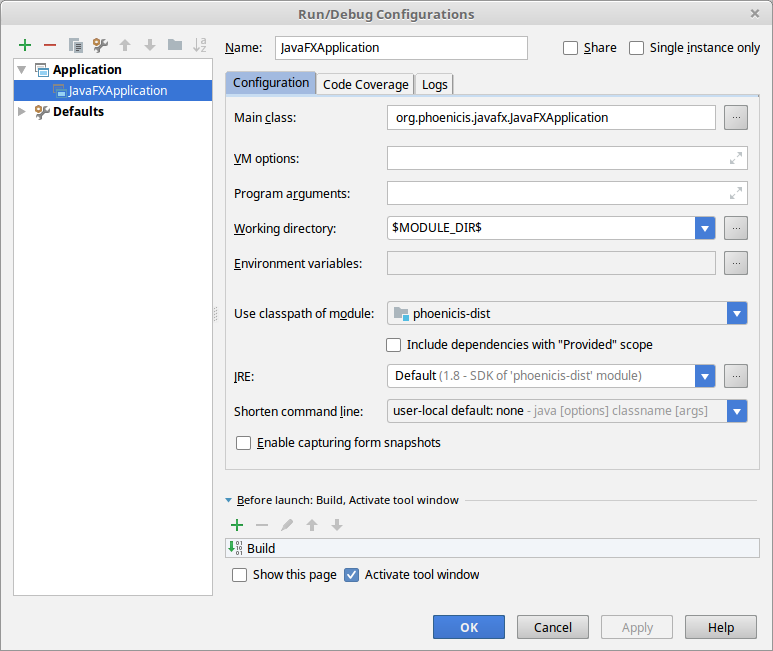 Run/Debug Configurations
Name: JavaFXApplication
Share
Single instance only
Application
JavaFXApplication
Defaults
Configuration
Code Coverage
Logs
Main class: org.phoenicis.javafx.JavaFXApplication ...
VM options:
Program arguments:
Working directory: $MODULE_DIR$ ...
Environment variables: ...
Use classpath of module: phoenicis-dist
Include dependencies with "Provided" scope
JRE: Default (1.8 - SDK of 'phoenicis-dist' module) ...
Shorten command line: user-local default: none - java [options] classname [args]
Enable capturing form snapshots
Before launch: Build, Activate tool window
Build
Show this page
Activate tool window
OK
Cancel
Apply
Help